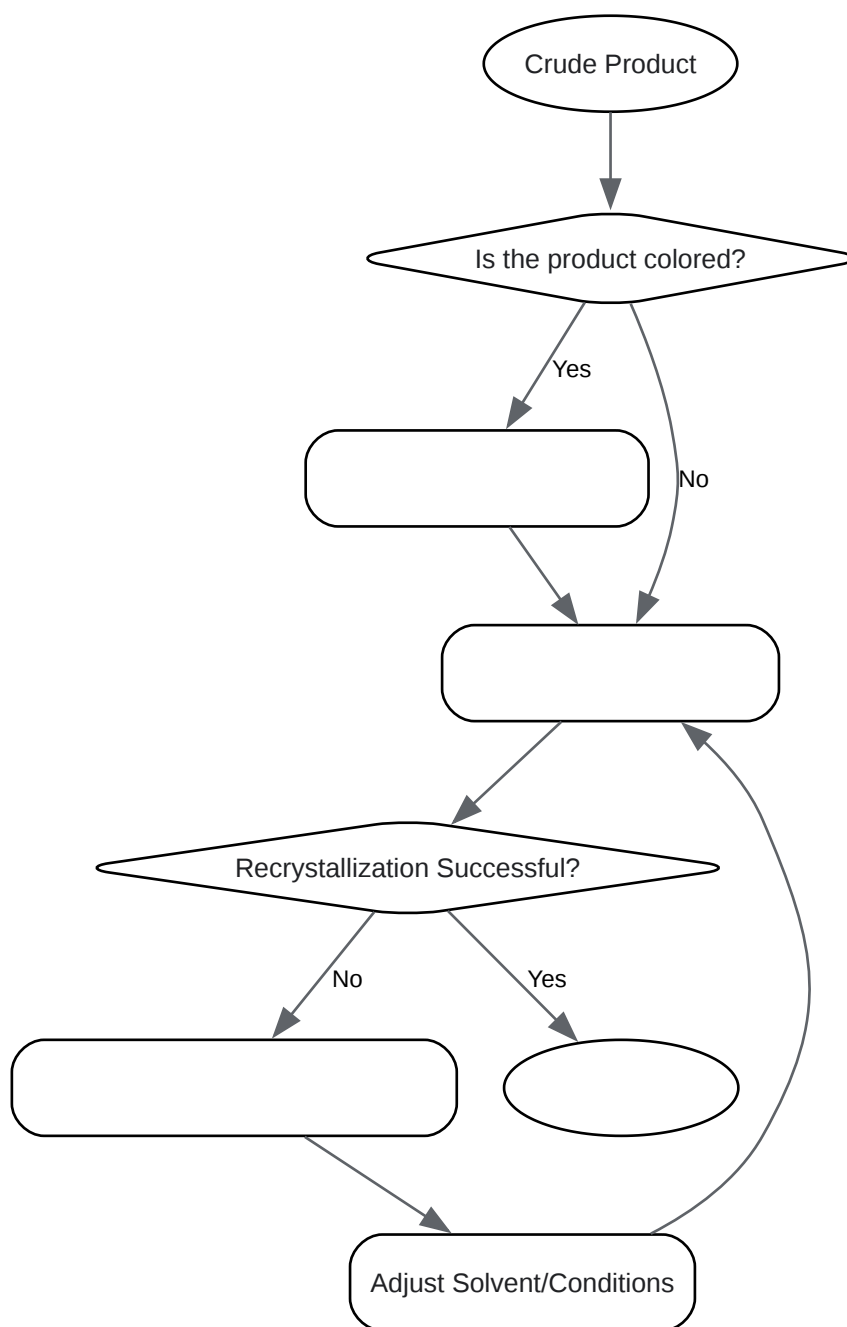 Crude Product
Is the product colored?
Yes
No
Recrystallization Successful?
No
Yes
Adjust Solvent/Conditions